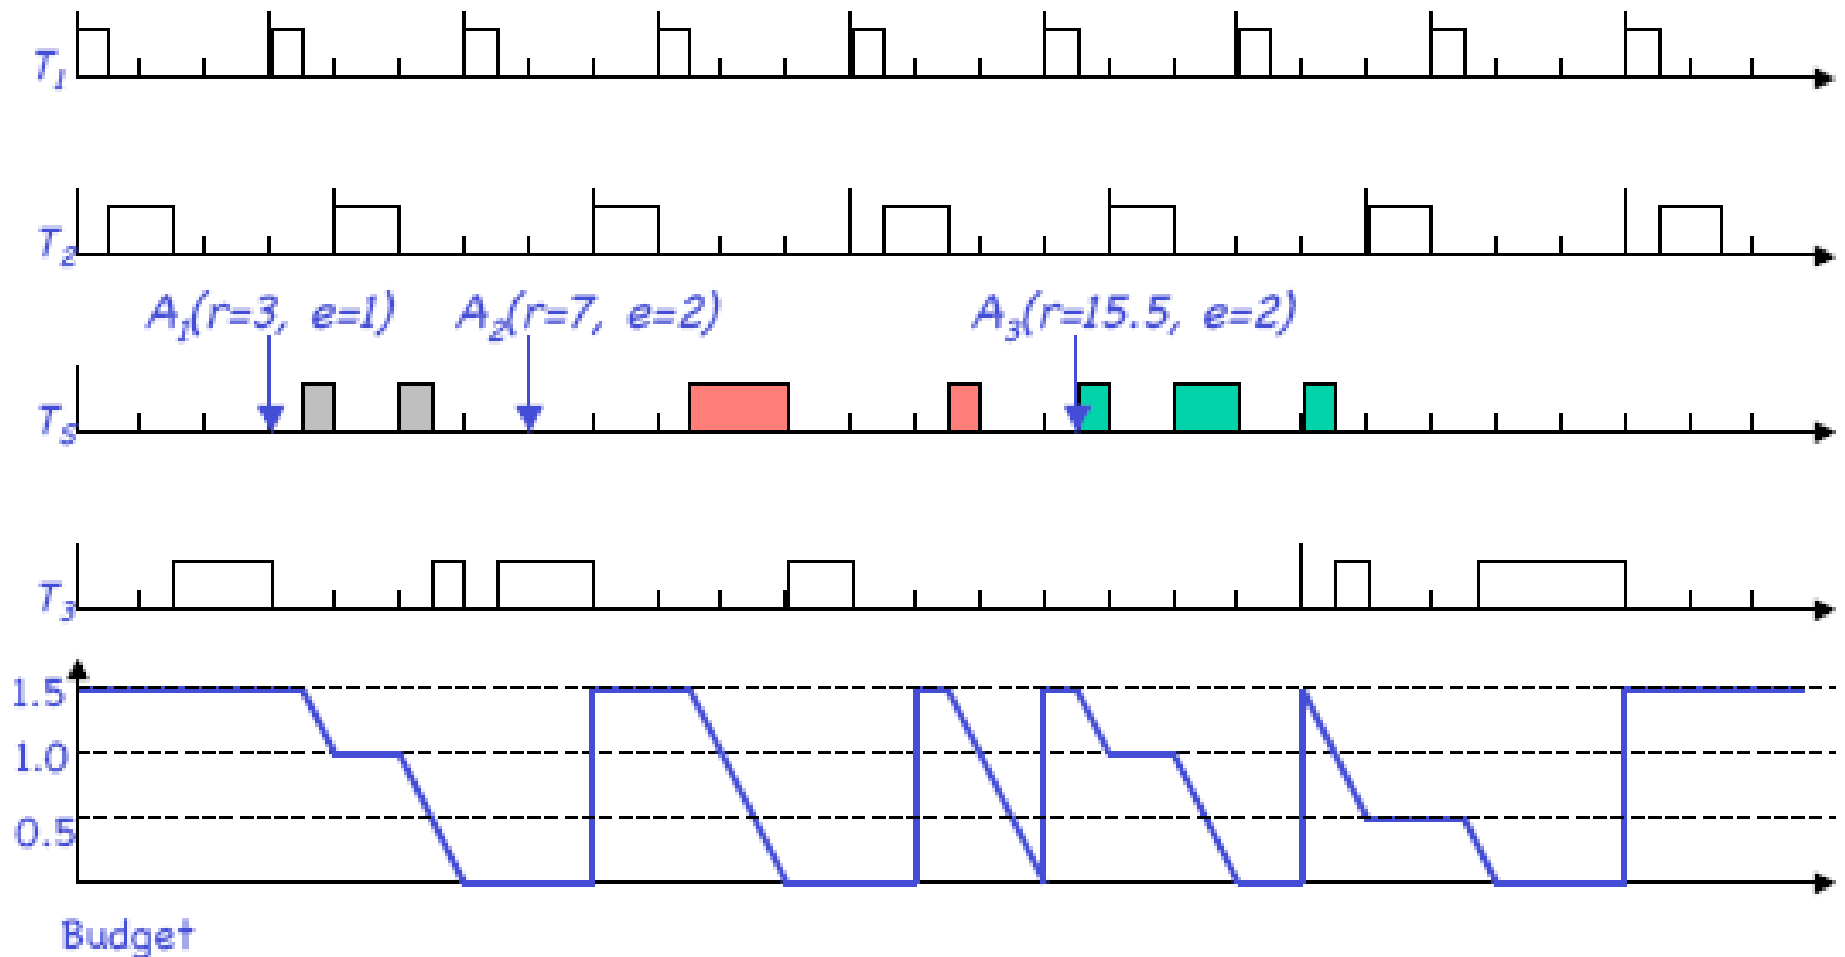 T1
T2
A1(r=3, e=1) A2(r=7, e=2) A3(r=15.5, e=2)
TS
T3
1.5
1.0
0.5
Budget